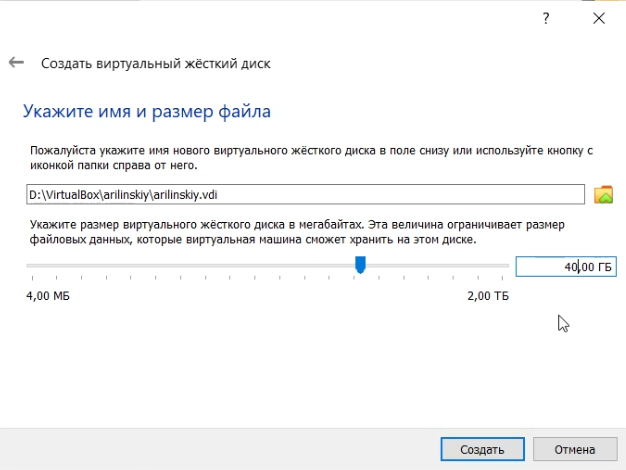 ?
Создать виртуальный жёсткий диск
Укажите имя и размер файла
Пожалуйста укажите имя нового виртуального жёсткого диска в поле снизу или используйте кнопку с
иконкой папки справа от него.
D:\VirtualBox\arilinskiy\arilinskiy.vdi
Укажите размер виртуального жёсткого диска в мегабайтах. Эта величина ограничивает размер
файловых данных, которые виртуальная машина сможет хранить на этом диске.
40,00 ГБ
4,00 МБ 2,00 ТБ
Создать Отмена